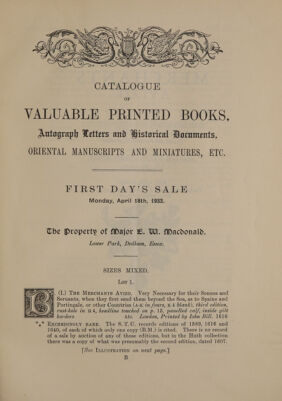 CATALOGUE
OF
VALUABLE PRINTED BOOKS,
Autograph Letters and Historical Documents,
ORIENTAL MANUSCRIPTS AND MINIATURES, ETC.
FIRST DAY'S SALE
Monday, April 18th, 1932.
The Property of Major E. W. Macdonald.
Lower Park, Dedham, Essex.
SIZES MIXED.
LOT 1.
B (I.) THE MERCHANTS AVIZO. Very Necessary for their Sonnes and
Servants, when they first send them beyond the Sea, as to Spaine and
Portingale, or other Countries (A-K in fours, K 4 blank), third edition,
rust-hole in G 4, headline touched on p. 15, panelled calf, inside gilt
borders 4to. London, Printed by John Bill. 1616
*** EXCEEDINGLY RARE. The S.T.C. records editions of 1589, 1616 and
1640, of each of which only one copy (B.M.) is cited. There is no record
of a sale by auction of any of these editions, but in the Huth collection
there was a copy of what was presumably the second edition, dated 1607.
[See ILLUSTRATION on next page.]
B